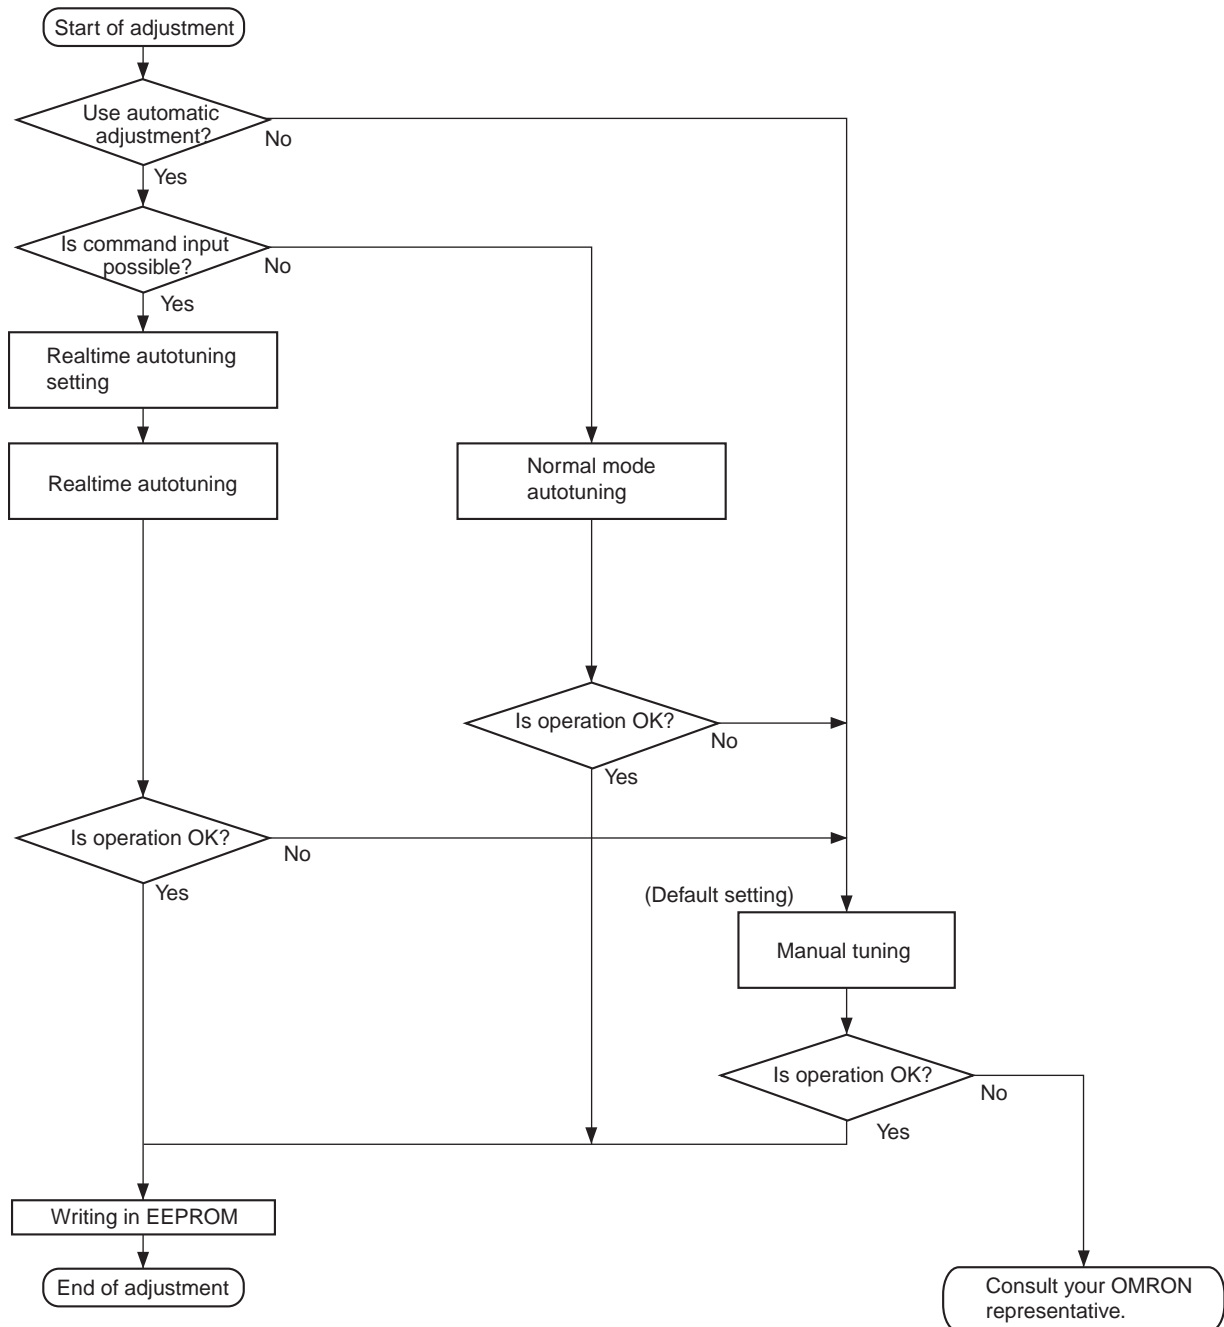 Start of adjustment
Use automatic
adjustment?
No
Yes
Is command input
possible?
No
Yes
Realtime autotuning
setting
Realtime autotuning
Normal mode
autotuning
Is operation OK?
No
Yes
Is operation OK?
No
Yes
(Default setting)
Manual tuning
Is operation OK?
No
Yes
Writing in EEPROM
End of adjustment
Consult your OMRON
representative.